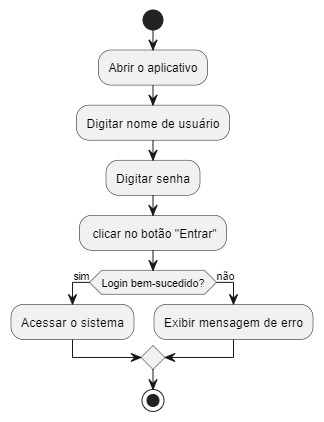 Abrir o aplicativo
Digitar nome de usuário
Digitar senha
clicar no botão "Entrar"
sim
Login bem-sucedido?
não
Acessar o sistema
Exibir mensagem de erro